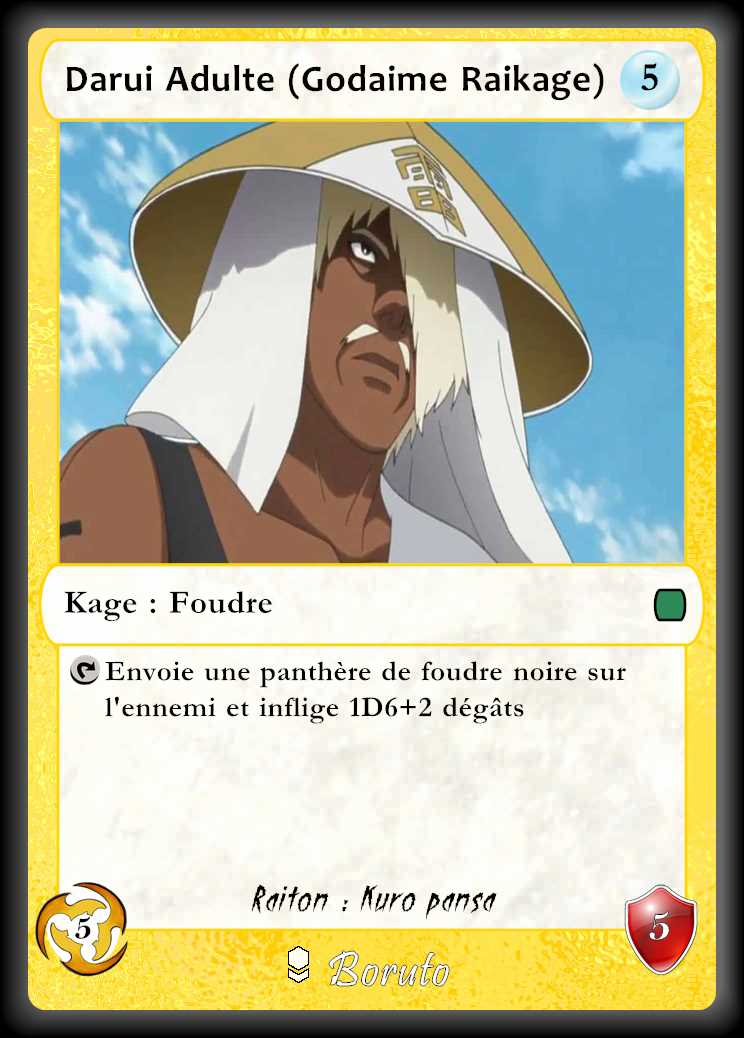 Darui Adulte (Godaime Raikage) 5
Kage : Foudre
Envoie une panthère de foudre noire sur
l'ennemi et inflige 1D6+2 dégâts
Raiton : Kuro pansa
5
5
Boruto